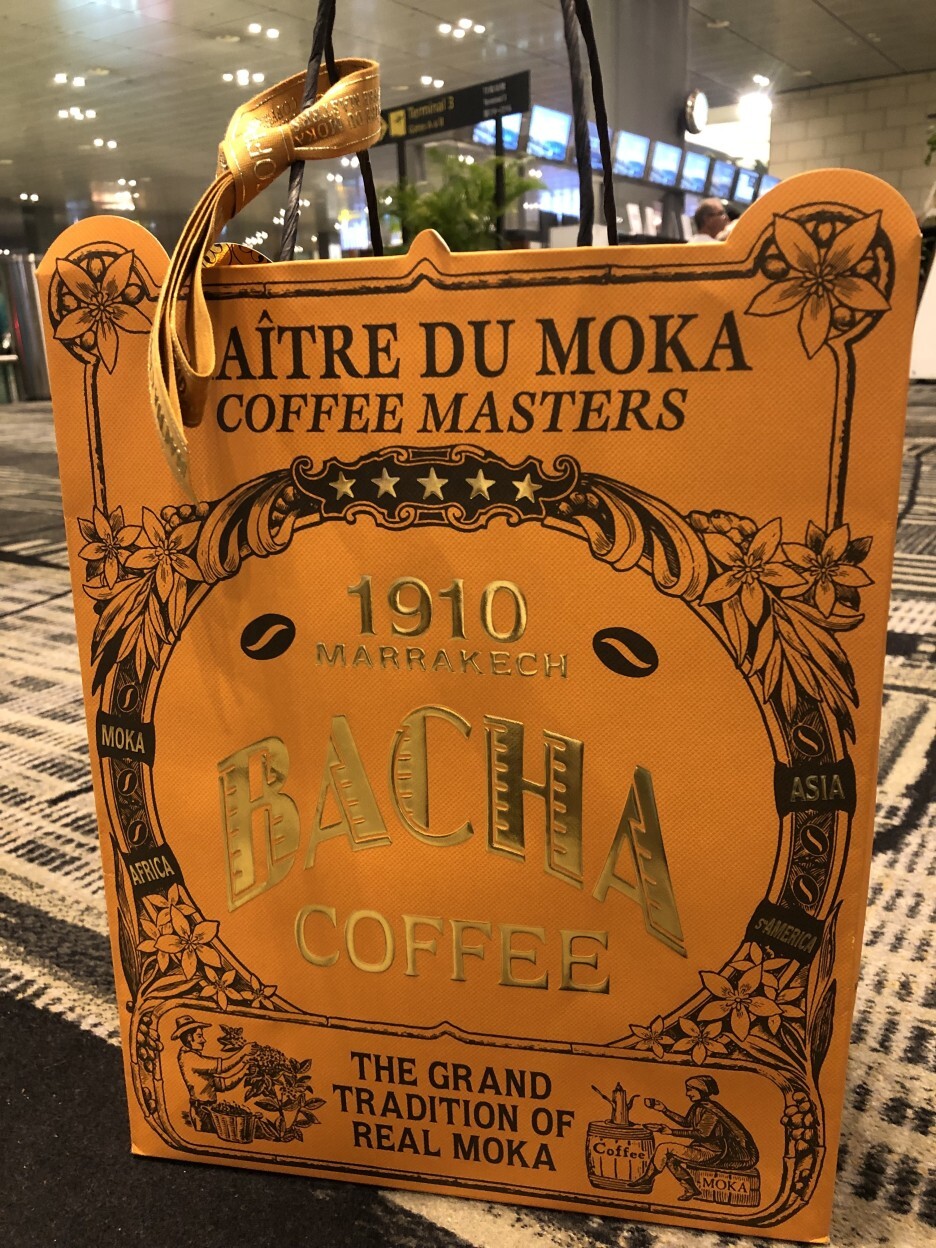 Terminal 3
AÎTRE DU MOKA
COFFEE MASTERS
1910
MARRAKECH
BACHA
COFFEE
MOKA
AFRICA
ASIA
S.AMERICA
THE GRAND
TRADITION OF
REAL MOKA
Coffee
MOKA